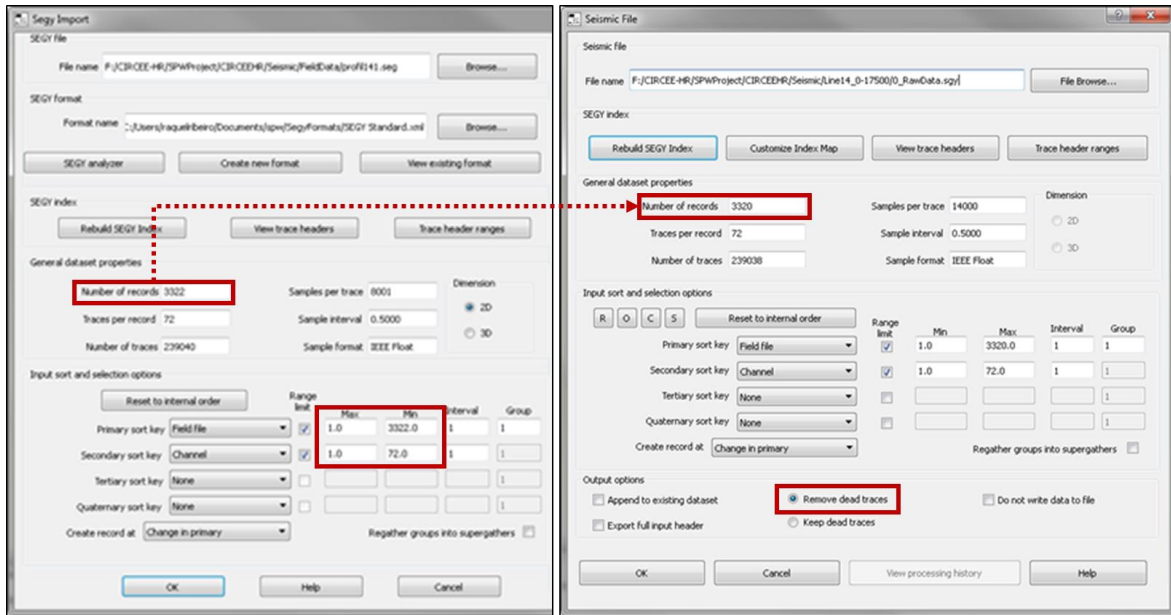 Segy Import
SEGY file
File name F:/CIRCEE-HR/SPWProject/CIRCEEHR/Seismic/FieldData/profil141.seg Browse....
SEGY format
Format name C:/Users/raquelribeiro/Documents/spw/SegyFormats/SEGY Standard.xml Browse....
SEGY analyzer Create new format View existing format
SEGY index
Rebuild SEGY Index View trace headers Trace header ranges
General dataset properties
Number of records 3322 Samples per trace 8001 Dimension
Traces per record 72 Sample interval 0.5000 2D
Number of traces 239040 Sample format IEEE Float 3D
Input sort and selection options
Reset to internal order Range limit Max Min Interval Group
Primary sort key Field file 1.0 3322.0 1 1
Secondary sort key Channel 1.0 72.0 1 1
Tertiary sort key None 1
Quaternary sort key None 1
Create record at Change in primary Regather groups into supergathers
OK Help Cancel
Seismic File
Seismic file
File name F:/CIRCEE-HR/SPWProject/CIRCEEHR/Seismic/Line14_0-17500/0_RawData.sgy File Browse...
SEGY index
Rebuild SEGY Index Customize Index Map View trace headers Trace header ranges
General dataset properties
Number of records 3320 Samples per trace 14000 Dimension
Traces per record 72 Sample interval 0.5000 2D
Number of traces 239038 Sample format IEEE Float 3D
Input sort and selection options
R O C S Reset to internal order Range limit Min Max Interval Group
Primary sort key Field file 1.0 3320.0 1 1
Secondary sort key Channel 1.0 72.0 1 1
Tertiary sort key None 1
Quaternary sort key None 1
Create record at Change in primary Regather groups into supergathers
Output options
Append to existing dataset Remove dead traces Do not write data to file
Export full input header Keep dead traces
OK Cancel View processing history Help